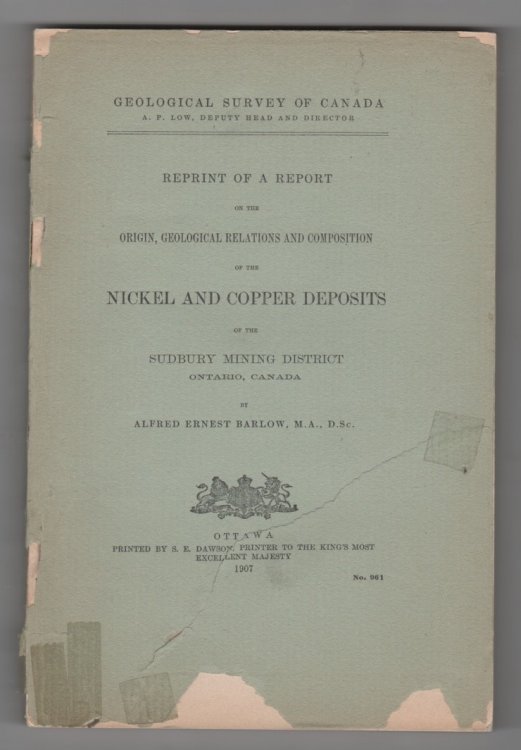 GEOLOGICAL SURVEY OF CANADA
A. P. LOW, DEPUTY HEAD AND DIRECTOR
REPRINT OF A REPORT
ON THE
ORIGIN, GEOLOGICAL RELATIONS AND COMPOSITION
OF THE
NICKEL AND COPPER DEPOSITS
OF THE
SUDBURY MINING DISTRICT
ONTARIO, CANADA
BY
ALFRED ERNEST BARLOW, M.A., D.Sc.
OTTAWA
PRINTED BY S. E. DAWSON, PRINTER TO THE KING'S MOST
EXCELLENT MAJESTY
1907
No. 961